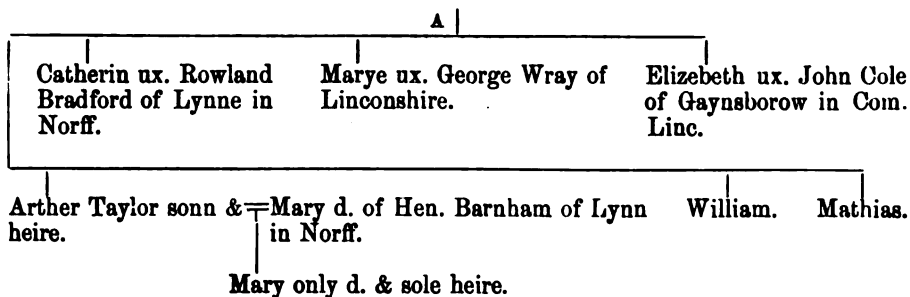 A
Catherin ux. Rowland
Bradford of Lynne in
Norff.
Marye ux. George Wray of
Linconshire.
Elizebeth ux. John Cole
of Gaynsborow in Com.
Linc.
Arther Taylor sonn &
heire.
Mary d. of Hen. Barnham of Lynn
in Norff.
William.
Mathias.
Mary only d. & sole heire.